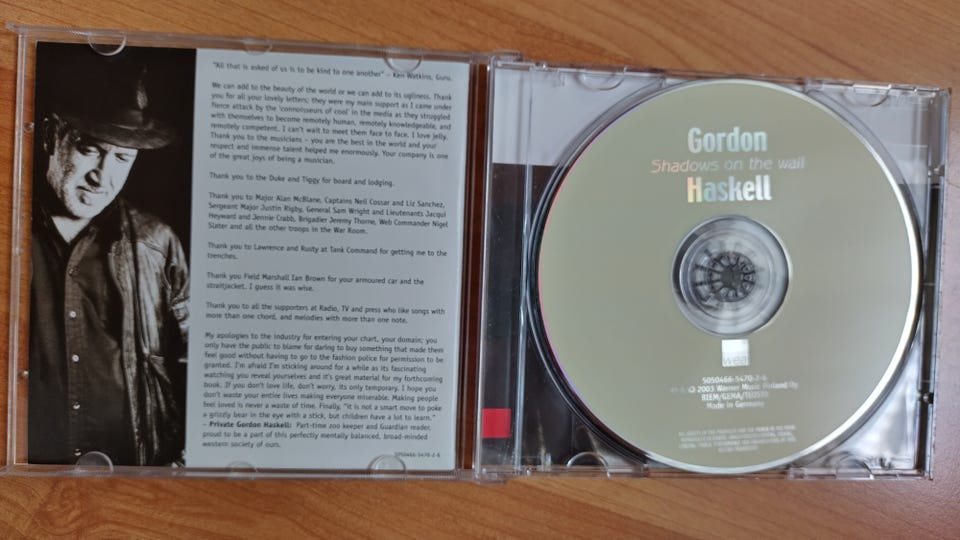 "All that is asked of us is to be kind to one another" – Ken Watkins, Guru.
We can add to the beauty of the world or we can add to its ugliness. Thank
you for all your lovely letters; they were my main support as I came under
fierce attack by the 'connoisseurs of cool' in the media as they struggled
with themselves to become remotely human, remotely knowledgeable, and
remotely competent. I can't wait to meet them face to face. I love jelly.
Thank you to the musicians – you are the best in the world and your
respect and immense talent helped me enormously. Your company is one
of the great joys of being a musician.
Thank you to the Duke and Tiggy for board and lodging.
Thank you to Major Alan McBlane, Captains Neil Cossar and Liz Sanchez,
Sergeant Major Justin Rigby, General Sam Wright and Lieutenants Jacqui
Heyward and Jennie Crabb, Brigadier Jeremy Thorne, Web Commander Nigel
Slater and all the other troops in the War Room.
Thank you to Lawrence and Rusty at Tank Command for getting me to the
trenches.
Thank you Field Marshall Ian Brown for your armoured car and the
straitjacket. I guess it was wise.
Thank you to all the supporters at Radio, TV and press who like songs with
more than one chord, and melodies with more than one note.
My apologies to the industry for entering your chart, your domain; you
only have the public to blame for daring to buy something that made them
feel good without having to go to the fashion police for permission to be
granted. I'm afraid I'm sticking around for a while as its fascinating
watching you reveal yourselves and it's great material for my forthcoming
book. If you don't love life, don't worry, its only temporary. I hope you
don't waste your entire lives making everyone miserable. Making people
feel loved is never a waste of time. Finally, "it is not a smart move to poke
a grizzly bear in the eye with a stick, but children have a lot to learn."
– Private Gordon Haskell: Part-time zoo keeper and Guardian reader,
proud to be a part of this perfectly mentally balanced, broad-minded
western society of ours.
5050466-5470-2-6
Gordon
Shadows on the wall
Haskell
wea
5050466-5470-2-6
℗ & © 2003 Warner Music Finland Oy
BIEM/GEMA/TEOSTO
Made in Germany